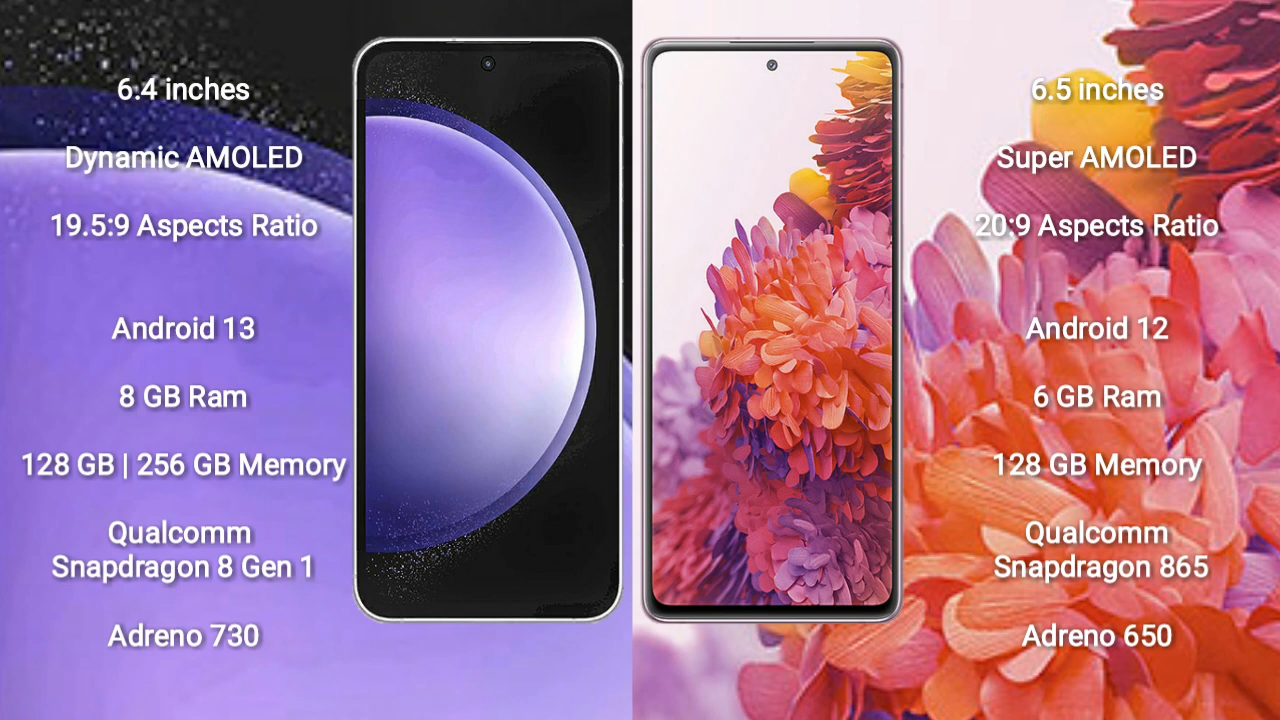 6.4 inches
Dynamic AMOLED
19.5:9 Aspects Ratio
Android 13
8 GB Ram
128 GB | 256 GB Memory
Qualcomm
Snapdragon 8 Gen 1
Adreno 730
6.5 inches
Super AMOLED
20:9 Aspects Ratio
Android 12
6 GB Ram
128 GB Memory
Qualcomm
Snapdragon 865
Adreno 650